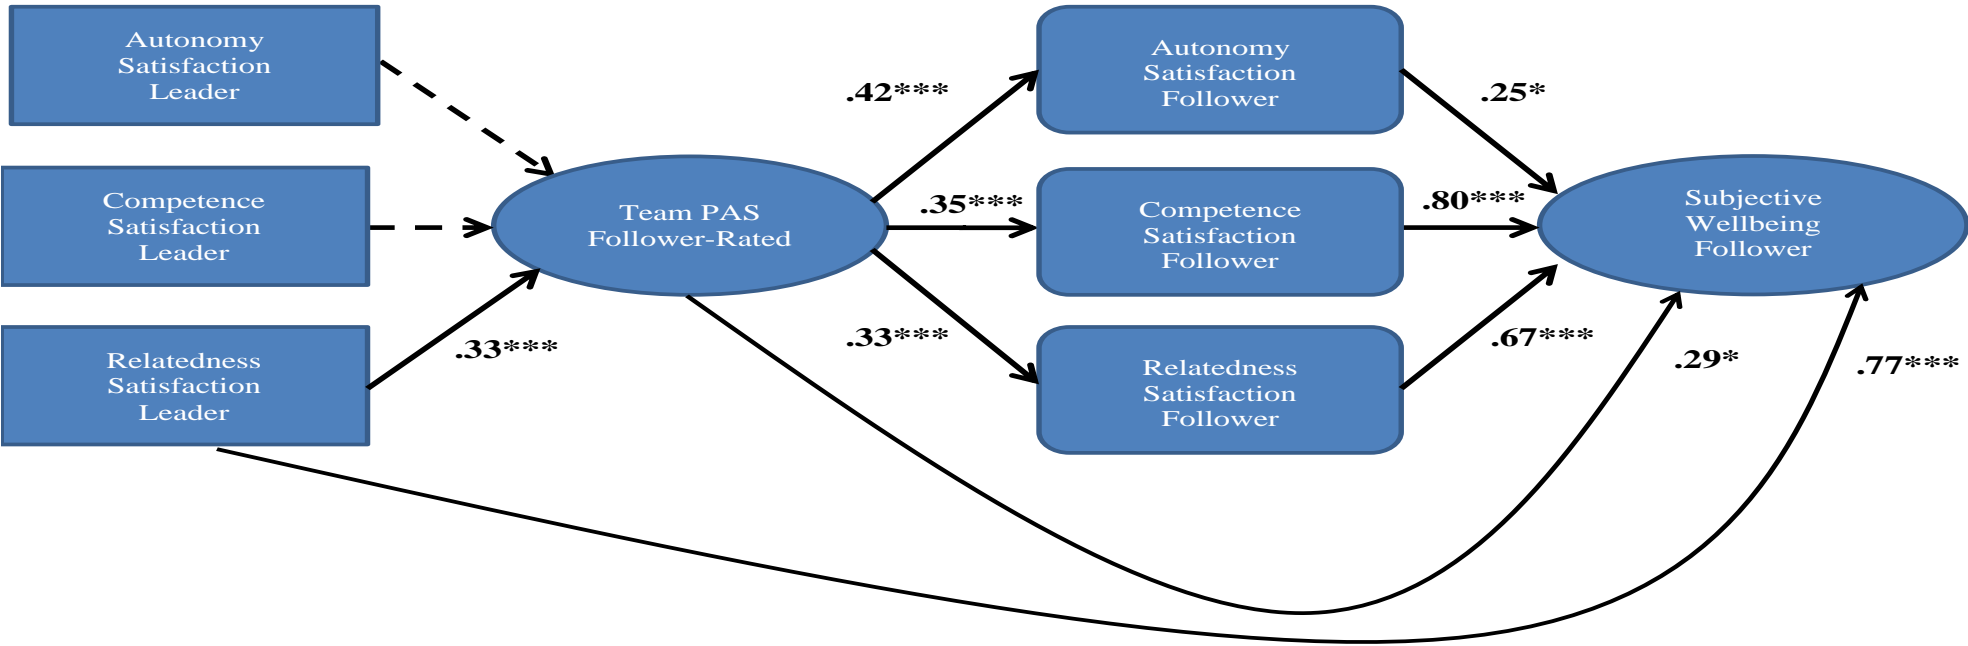 Autonomy
Satisfaction
Leader
Competence
Satisfaction
Leader
Relatedness
Satisfaction
Leader
.33***
Team PAS
Follower-Rated
.42***
.35***
.33***
Autonomy
Satisfaction
Follower
Competence
Satisfaction
Follower
Relatedness
Satisfaction
Follower
.25*
.80***
.67***
Subjective
Wellbeing
Follower
.29*
.77***